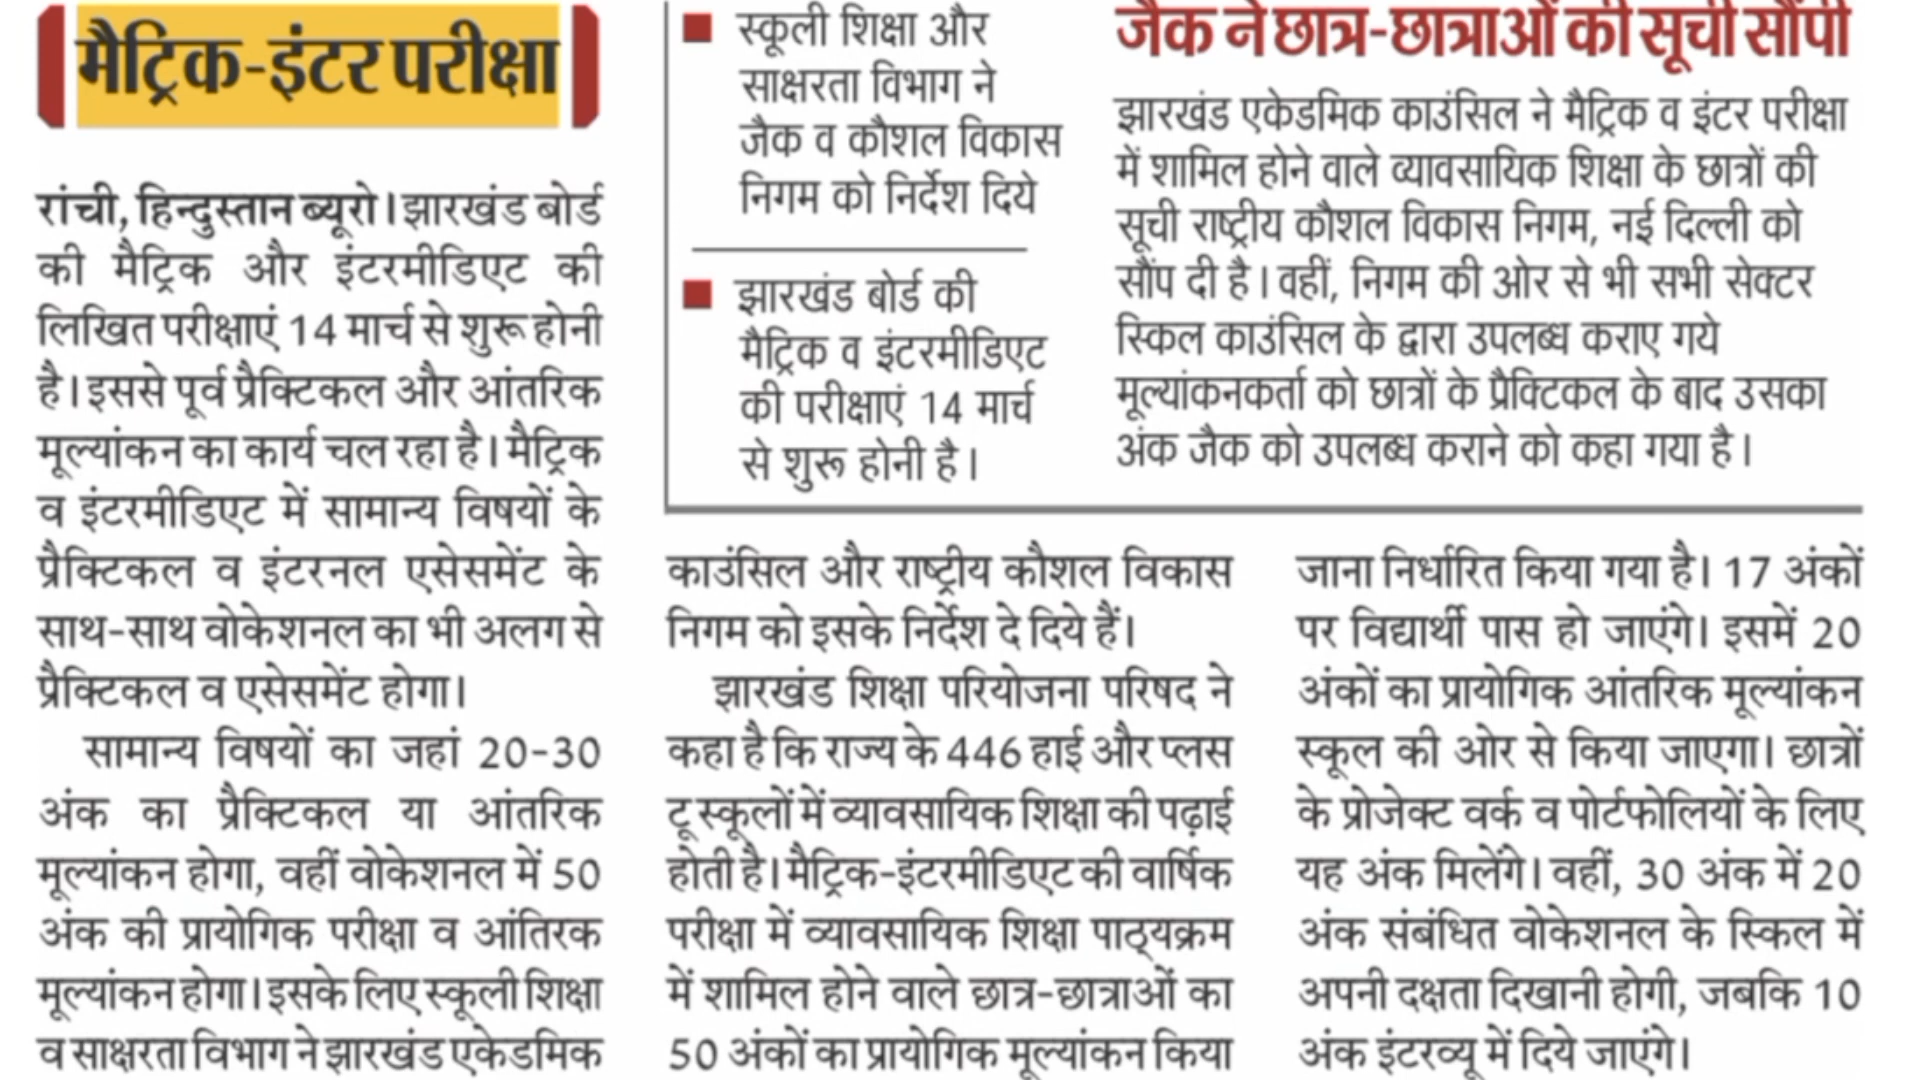 मैट्रिक-इंटर परीक्षा
रांची, हिन्दुस्तान ब्यूरो। झारखंड बोर्ड
की मैट्रिक और इंटरमीडिएट की
लिखित परीक्षाएं 14 मार्च से शुरू होनी
है। इससे पूर्व प्रैक्टिकल और आंतरिक
मूल्यांकन का कार्य चल रहा है। मैट्रिक
व इंटरमीडिएट में सामान्य विषयों के
प्रैक्टिकल व इंटरनल एसेसमेंट के
साथ-साथ वोकेशनल का भी अलग से
प्रैक्टिकल व एसेसमेंट होगा।
सामान्य विषयों का जहां 20-30
अंक का प्रैक्टिकल या आंतरिक
मूल्यांकन होगा, वहीं वोकेशनल में 50
अंक की प्रायोगिक परीक्षा व आंतिरक
मूल्यांकन होगा। इसके लिए स्कूली शिक्षा
व साक्षरता विभाग ने झारखंड एकेडमिक
स्कूली शिक्षा और
साक्षरता विभाग ने
जैक व कौशल विकास
निगम को निर्देश दिये
झारखंड बोर्ड की
मैट्रिक व इंटरमीडिएट
की परीक्षाएं 14 मार्च
से शुरू होनी है।
जैक ने छात्र-छात्राओं की सूची सौंपी
झारखंड एकेडमिक काउंसिल ने मैट्रिक व इंटर परीक्षा
में शामिल होने वाले व्यावसायिक शिक्षा के छात्रों की
सूची राष्ट्रीय कौशल विकास निगम, नई दिल्ली को
सौंप दी है। वहीं, निगम की ओर से भी सभी सेक्टर
स्किल काउंसिल के द्वारा उपलब्ध कराए गये
मूल्यांकनकर्ता को छात्रों के प्रैक्टिकल के बाद उसका
अंक जैक को उपलब्ध कराने को कहा गया है।
काउंसिल और राष्ट्रीय कौशल विकास
निगम को इसके निर्देश दे दिये हैं।
झारखंड शिक्षा परियोजना परिषद ने
कहा है कि राज्य के 446 हाई और प्लस
टू स्कूलों में व्यावसायिक शिक्षा की पढ़ाई
होती है। मैट्रिक-इंटरमीडिएट की वार्षिक
परीक्षा में व्यावसायिक शिक्षा पाठ्यक्रम
में शामिल होने वाले छात्र-छात्राओं का
50 अंकों का प्रायोगिक मूल्यांकन किया
जाना निर्धारित किया गया है। 17 अंकों
पर विद्यार्थी पास हो जाएंगे। इसमें 20
अंकों का प्रायोगिक आंतरिक मूल्यांकन
स्कूल की ओर से किया जाएगा। छात्रों
के प्रोजेक्ट वर्क व पोर्टफोलियों के लिए
यह अंक मिलेंगे। वहीं, 30 अंक में 20
अंक संबंधित वोकेशनल के स्किल में
अपनी दक्षता दिखानी होगी, जबकि 10
अंक इंटरव्यू में दिये जाएंगे।